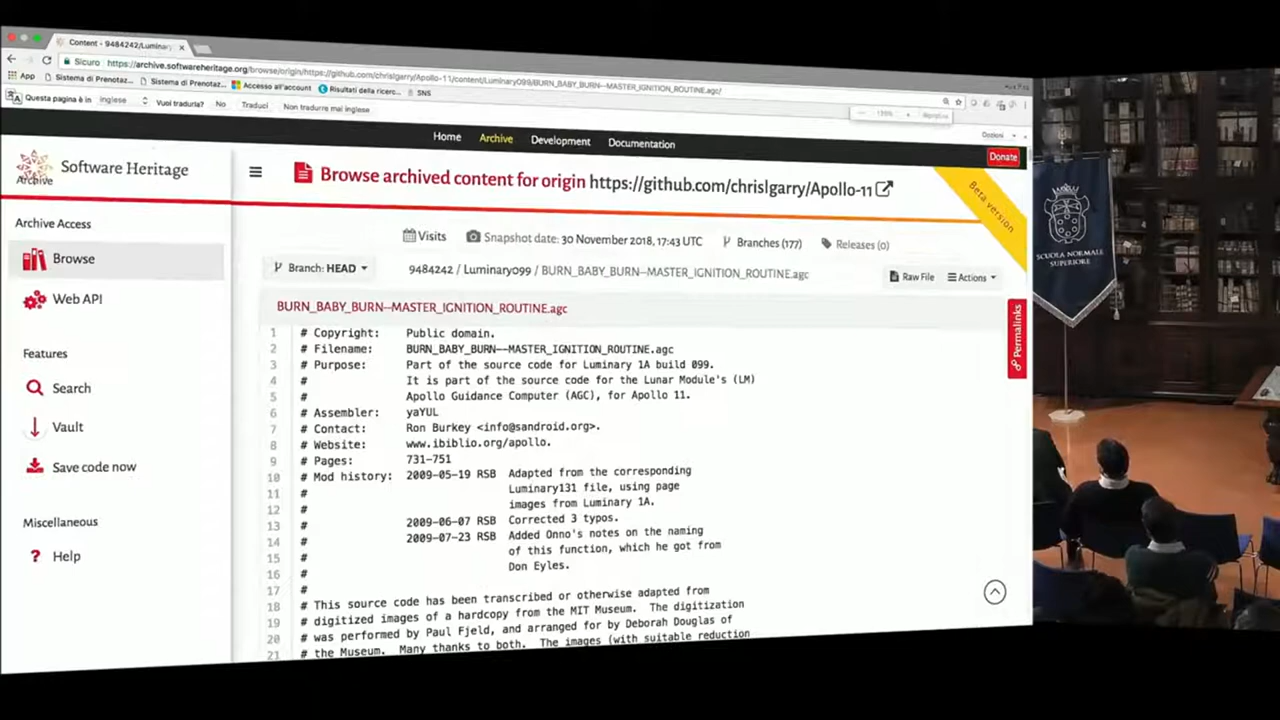 Content - 9484242/Luminary
Sicuro https://archive.softwareheritage.org/browse/origin/https://github.com/chrislgarry/Apollo-11/content/Luminary099/BURN_BABY_BURN--MASTER_IGNITION_ROUTINE.agc/
App Sistema di Prenotaz... Sistema di Prenotaz... Accesso all'account Risultati della ricerc... SNS
Questa pagina è in inglese Vuoi tradurla? No Traduci Non tradurre mai inglese
Opzioni
Home Archive Development Documentation
Donate
Archive
Software Heritage
Browse archived content for origin https://github.com/chrislgarry/Apollo-11
Beta version
Archive Access
Browse
Web API
Features
Search
Vault
Save code now
Miscellaneous
Help
Visits Snapshot date: 30 November 2018, 17:43 UTC Branches (177) Releases (0)
Branch: HEAD 9484242 / Luminary099 / BURN_BABY_BURN--MASTER_IGNITION_ROUTINE.agc Raw File Actions
Permalinks
BURN_BABY_BURN--MASTER_IGNITION_ROUTINE.agc
1 # Copyright: Public domain.
2 # Filename: BURN_BABY_BURN--MASTER_IGNITION_ROUTINE.agc
3 # Purpose: Part of the source code for Luminary 1A build 099.
4 # It is part of the source code for the Lunar Module's (LM)
5 # Apollo Guidance Computer (AGC), for Apollo 11.
6 # Assembler: yaYUL
7 # Contact: Ron Burkey <info@sandroid.org>.
8 # Website: www.ibiblio.org/apollo.
9 # Pages: 731-751
10 # Mod history: 2009-05-19 RSB Adapted from the corresponding
11 # Luminary131 file, using page
12 # images from Luminary 1A.
13 # 2009-06-07 RSB Corrected 3 typos.
14 # 2009-07-23 RSB Added Onno's notes on the naming
15 # of this function, which he got from
16 # Don Eyles.
17 #
18 # This source code has been transcribed or otherwise adapted from
19 # digitized images of a hardcopy from the MIT Museum. The digitization
20 # was performed by Paul Fjeld, and arranged for by Deborah Douglas of
21 # the Museum. Many thanks to both. The images (with suitable reduction
SCUOLA NORMALE
SUPERIORE